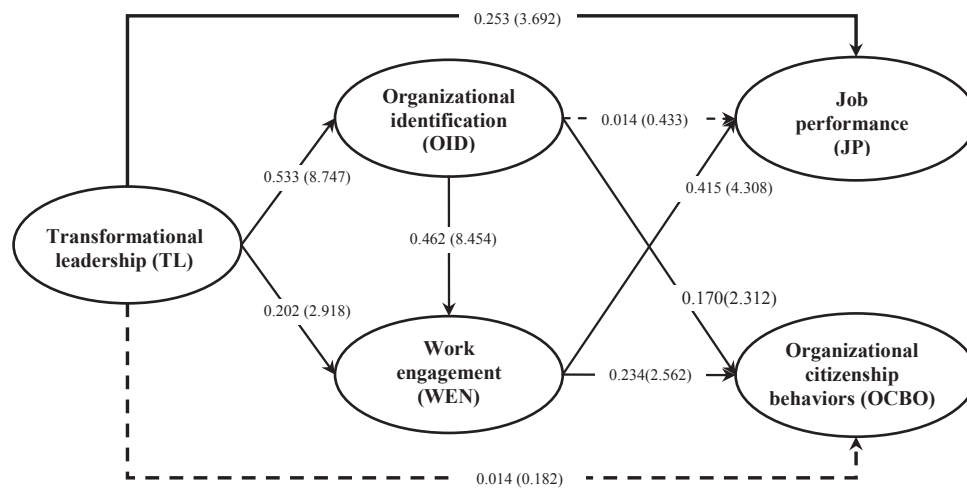 0.253 (3.692)
Organizational
identification
(OID)
Job
performance
(JP)
0.014 (0.433)
0.533 (8.747)
0.415 (4.308)
Transformational
leadership (TL)
0.462 (8.454)
0.202 (2.918)
0.170(2.312)
Work
engagement
(WEN)
0.234(2.562)
Organizational
citizenship
behaviors (OCBO)
0.014 (0.182)